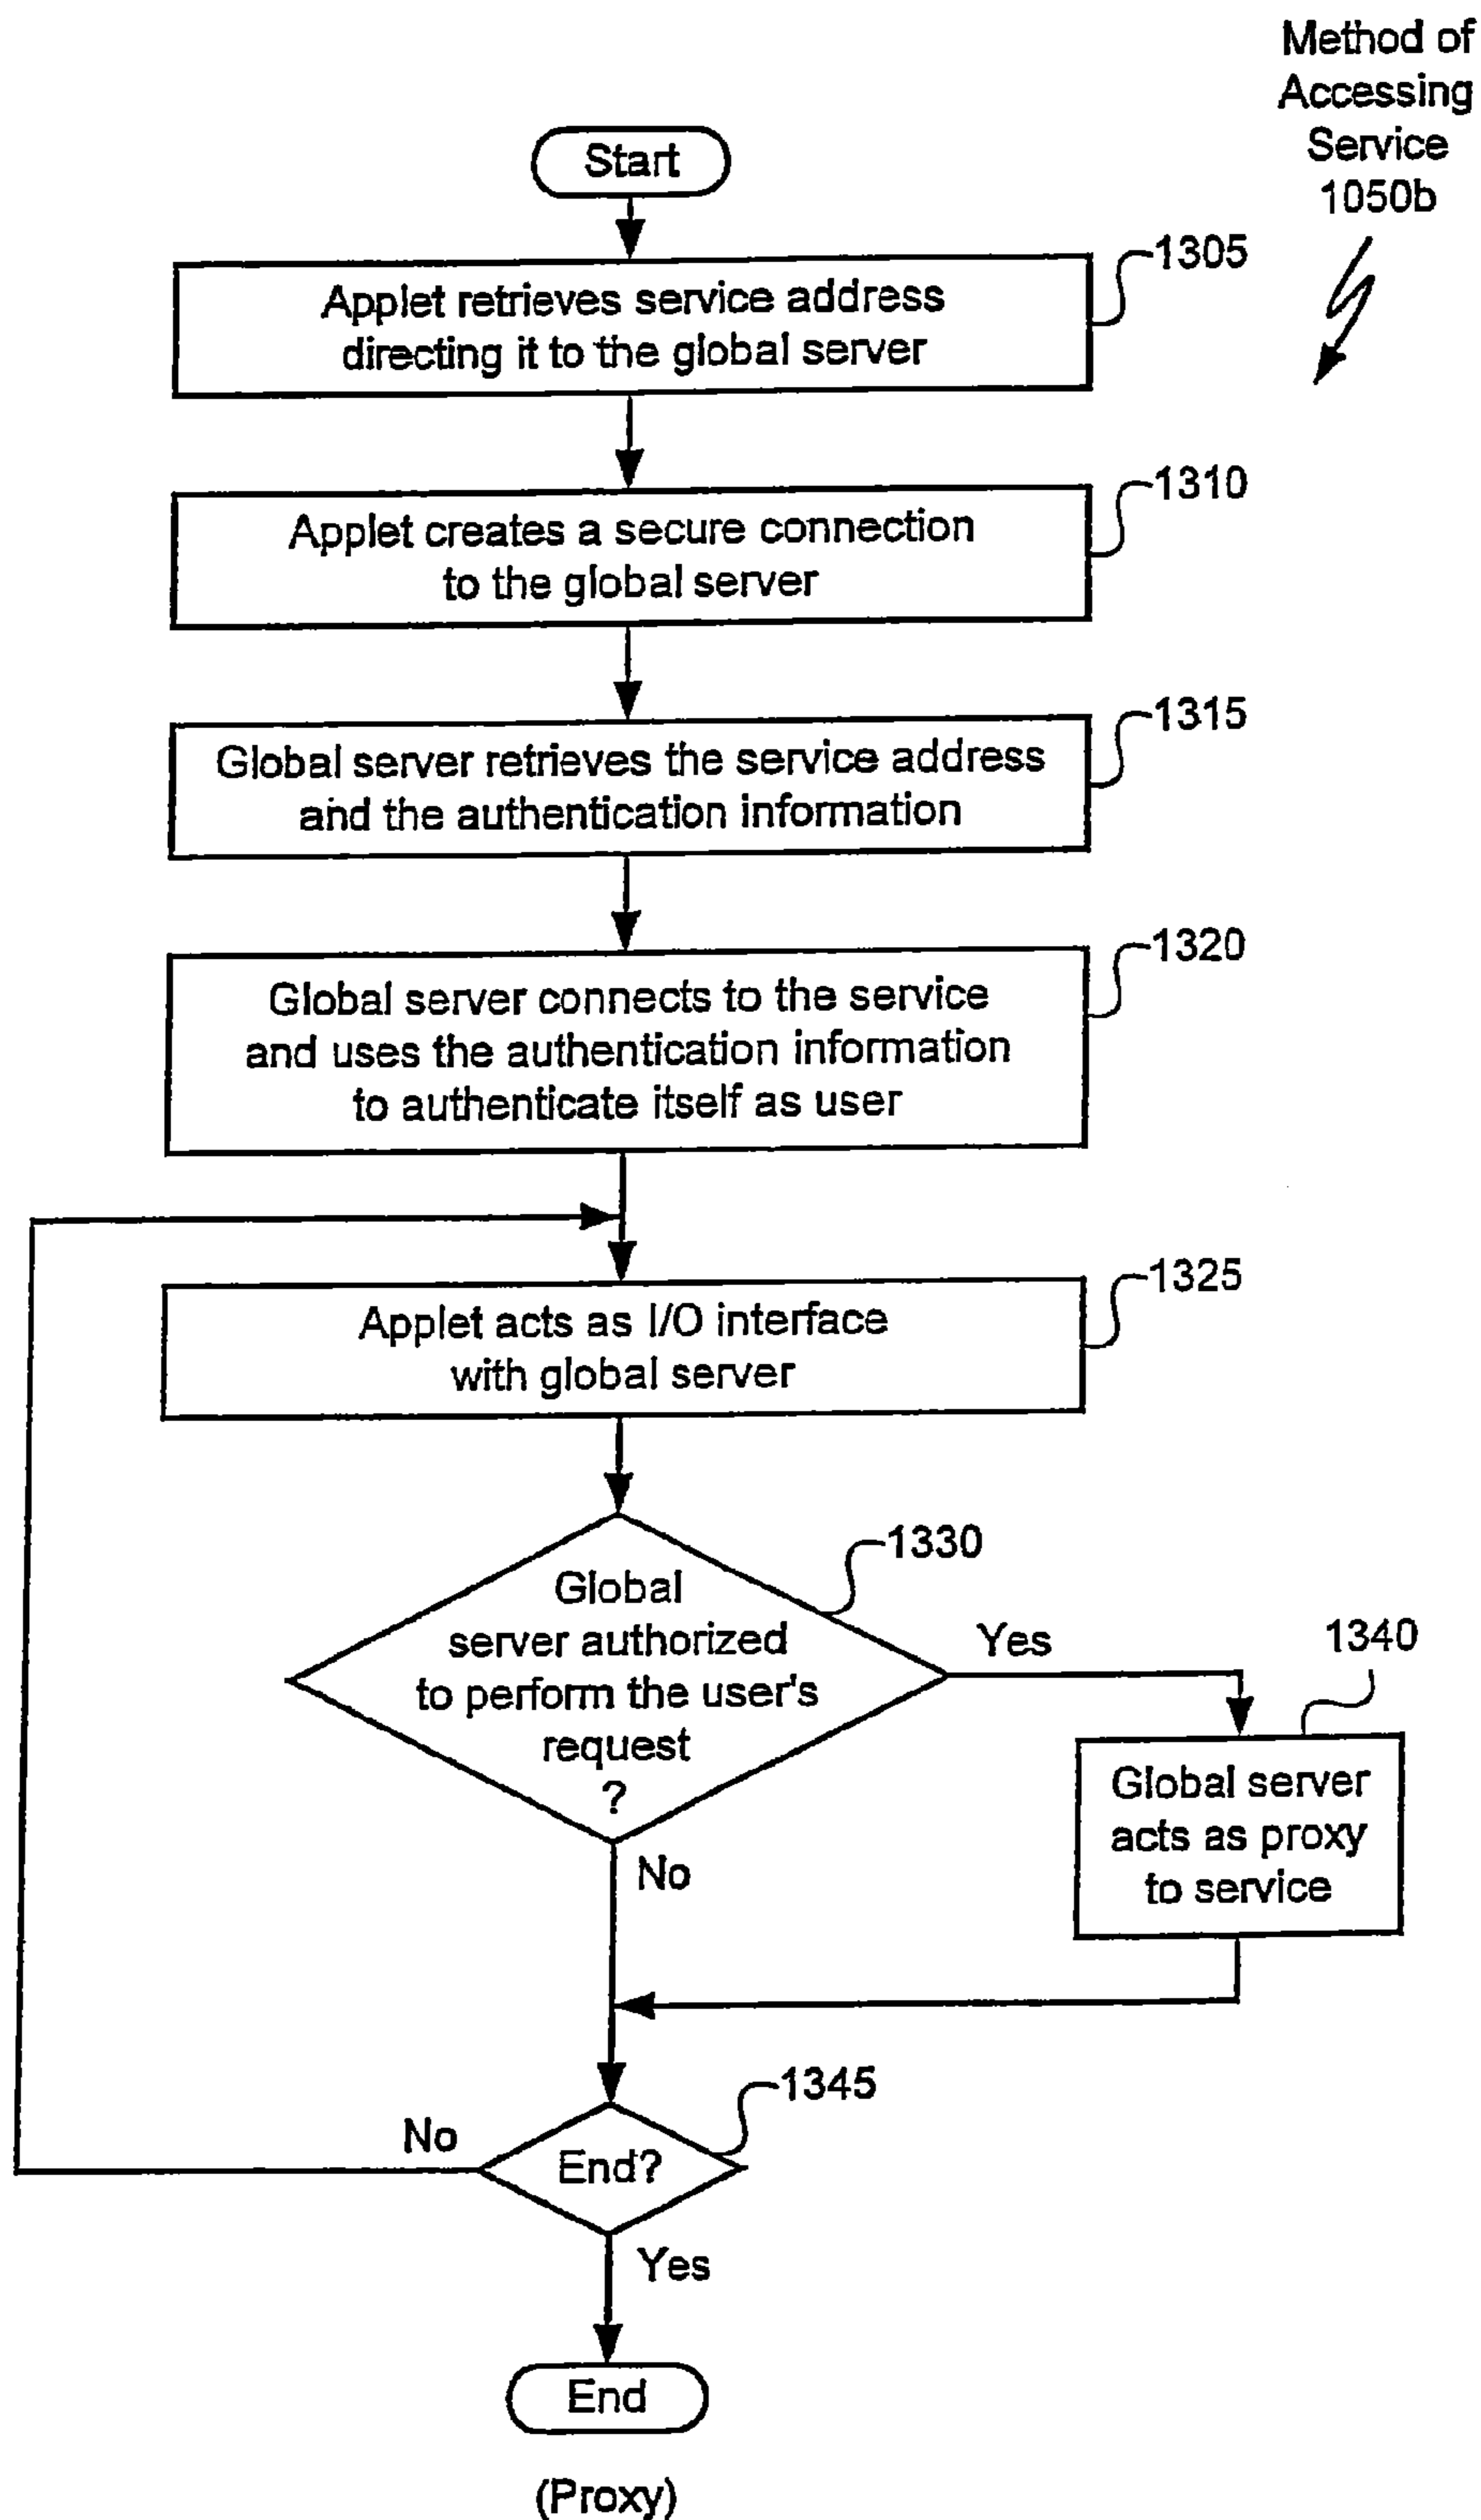 Method of
Accessing
Service
1050b
Start
1305
Applet retrieves service address
directing it to the global server
1310
Applet creates a secure connection
to the global server
1315
Global server retrieves the service address
and the authentication information
1320
Global server connects to the service
and uses the authentication information
to authenticate itself as user
1325
Applet acts as I/O interface
with global server
1330
Global
server authorized
to perform the user's
request
?
Yes
1340
Global server
acts as proxy
to service
No
1345
No
End?
Yes
End
(Proxy)